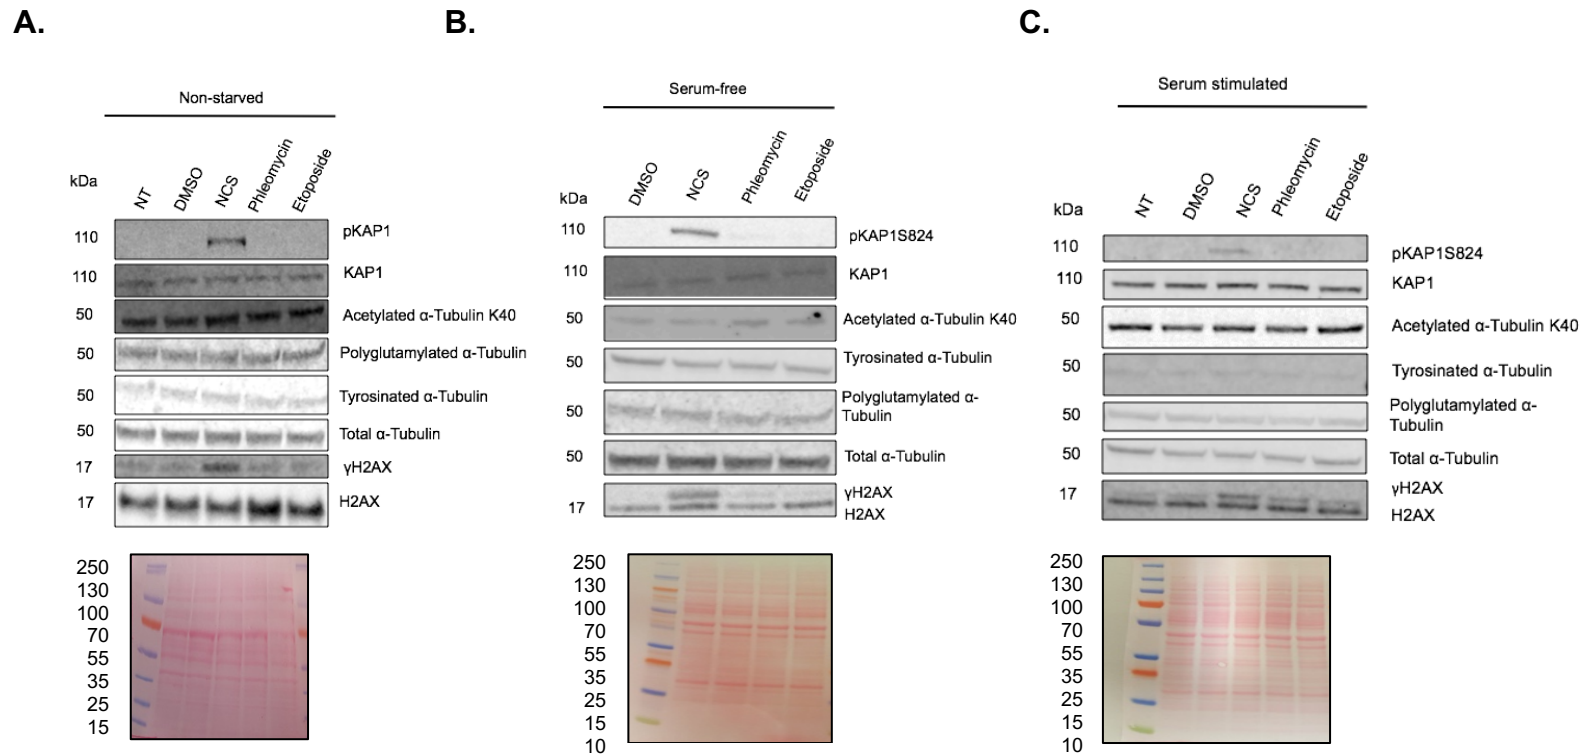 A.
B.
C.
Non-starved
kDa
NT
DMSO
NCS
Phleomycin
Etoposide
110
pKAP1
110
KAP1
50
Acetylated α-Tubulin K40
50
Polyglutamylated α-Tubulin
50
Tyrosinated α-Tubulin
50
Total α-Tubulin
17
γH2AX
17
H2AX
250
130
100
70
55
35
25
15
Serum-free
kDa
DMSO
NCS
Phleomycin
Etoposide
110
pKAP1S824
110
KAP1
50
Acetylated α-Tubulin K40
50
Tyrosinated α-Tubulin
50
Polyglutamylated α-
Tubulin
50
Total α-Tubulin
17
γH2AX
H2AX
250
130
100
70
55
35
25
15
10
Serum stimulated
kDa
NT
DMSO
NCS
Phleomycin
Etoposide
110
pKAP1S824
110
KAP1
50
Acetylated α-Tubulin K40
50
Tyrosinated α-Tubulin
50
Polyglutamylated α-
Tubulin
50
Total α-Tubulin
17
γH2AX
H2AX
250
130
100
70
55
35
25
15
10